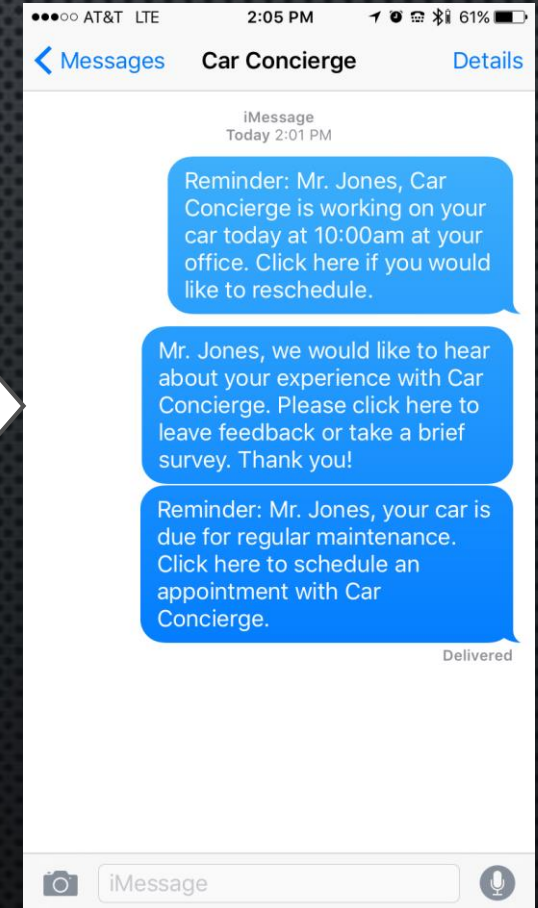 ●●●○○ AT&T LTE 2:05 PM 61%
Messages Car Concierge Details
iMessage
Today 2:01 PM
Reminder: Mr. Jones, Car
Concierge is working on your
car today at 10:00am at your
office. Click here if you would
like to reschedule.
Mr. Jones, we would like to hear
about your experience with Car
Concierge. Please click here to
leave feedback or take a brief
survey. Thank you!
Reminder: Mr. Jones, your car is
due for regular maintenance.
Click here to schedule an
appointment with Car
Concierge.
Delivered
iMessage